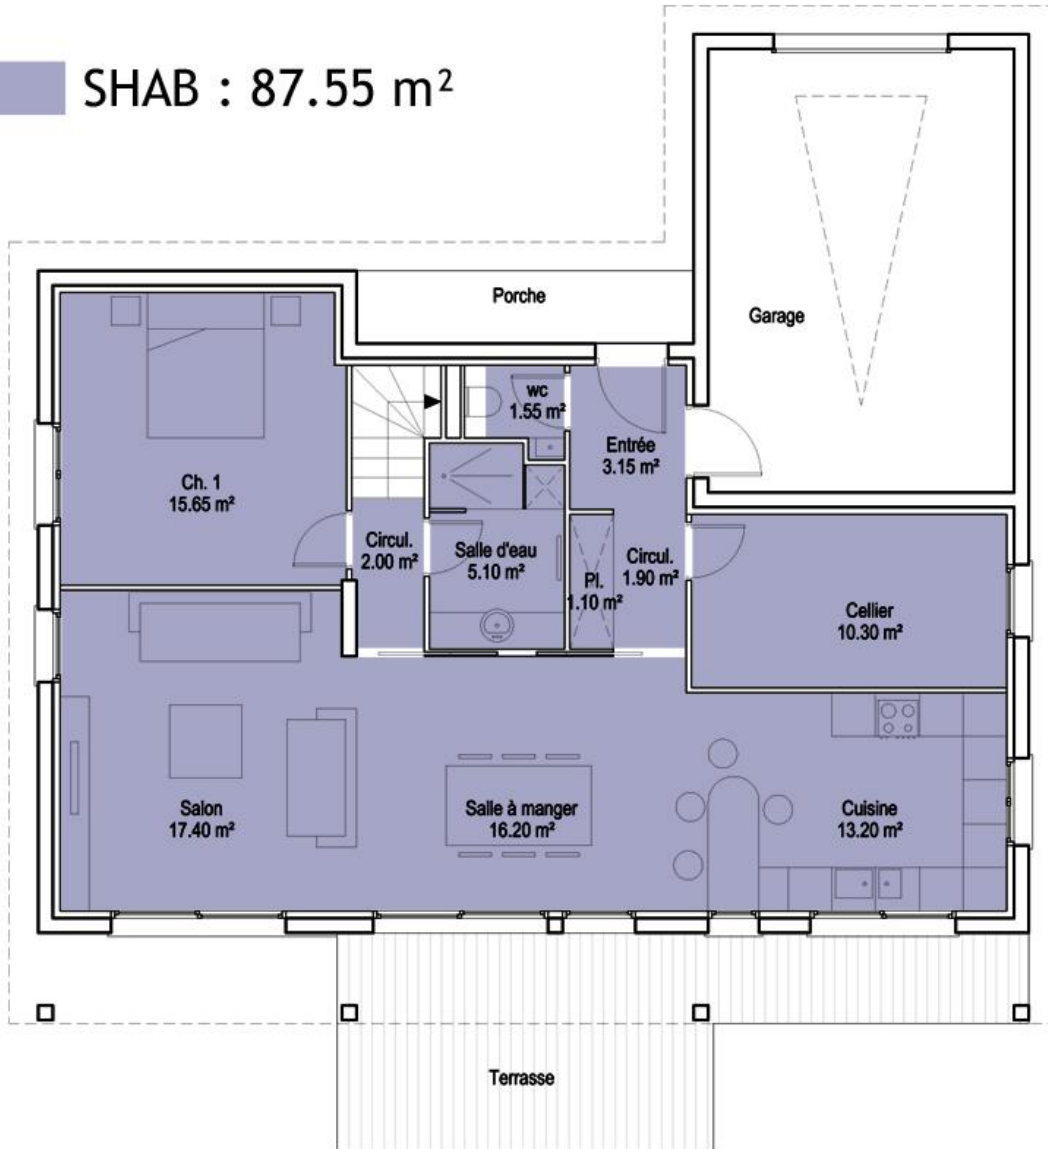 SHAB : 87.55 m²
Porche
Garage
wc
1.55 m²
Entrée
3.15 m²
Ch. 1
15.65 m²
Circul.
2.00 m²
Salle d'eau
5.10 m²
Circul.
1.90 m²
Pl.
1.10 m²
Cellier
10.30 m²
Salon
17.40 m²
Salle à manger
16.20 m²
Cuisine
13.20 m²
Terrasse